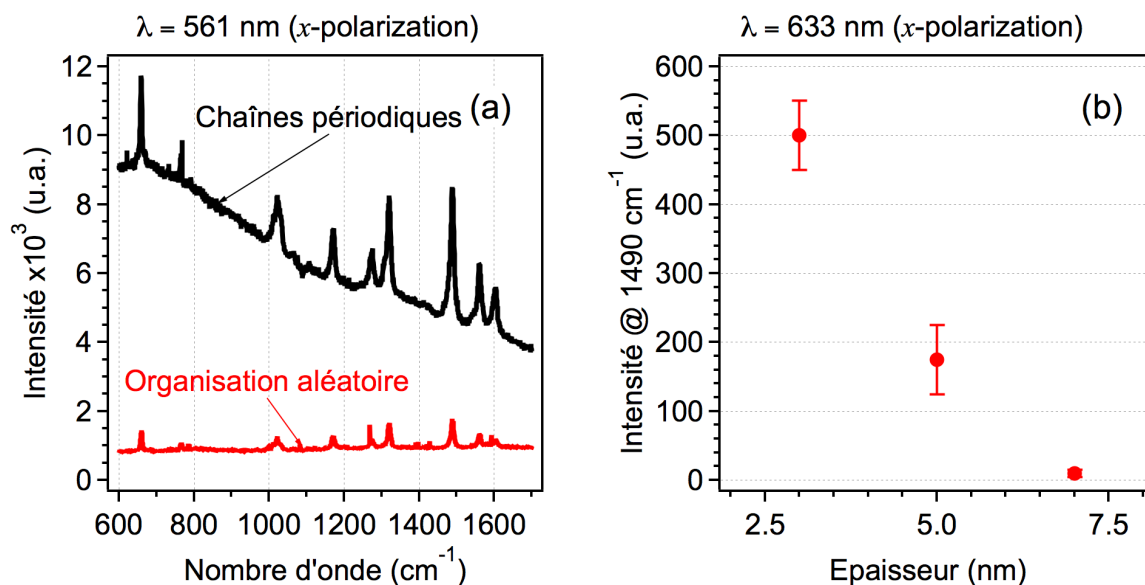 λ = 561 nm (x-polarization)
12
10
8
6
4
2
0
Intensité x10³ (u.a.)
(a)
Chaînes périodiques
Organisation aléatoire
600 800 1000 1200 1400 1600
Nombre d'onde (cm⁻¹)
λ = 633 nm (x-polarization)
600
500
400
300
200
100
0
Intensité @ 1490 cm⁻¹ (u.a.)
(b)
2.5 5.0 7.5
Epaisseur (nm)